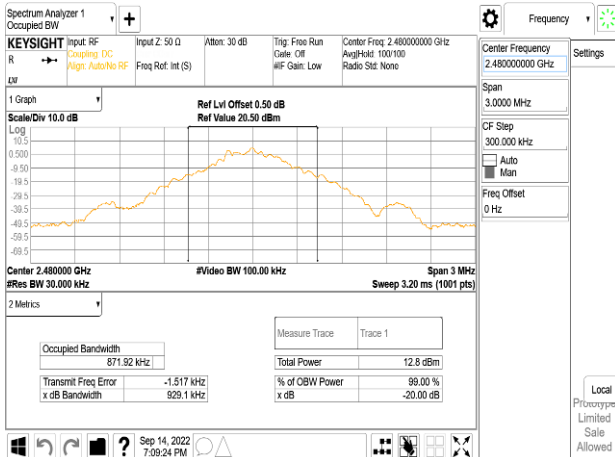 Spectrum Analyzer 1
Occupied BW
+
Frequency
KEYSIGHT
R
Input: RF
Coupling: DC
Align: Auto/No RF
Input Z: 50 Ω
Freq Ref: Int (S)
Atten: 30 dB
Trig: Free Run
Gate: Off
#IF Gain: Low
Center Freq: 2.480000000 GHz
Avg|Hold: 100/100
Radio Std: None
Center Frequency
2.480000000 GHz
Settings
Span
3.0000 MHz
CF Step
300.000 kHz
Auto
Man
Freq Offset
0 Hz
1 Graph
Scale/Div 10.0 dB
Ref Lvl Offset 0.50 dB
Ref Value 20.50 dBm
Log
10.5
0.500
-9.50
-19.5
-29.5
-39.5
-49.5
-59.5
-69.5
Center 2.480000 GHz
#Video BW 100.00 kHz
Span 3 MHz
#Res BW 30.000 kHz
Sweep 3.20 ms (1001 pts)
2 Metrics
Measure Trace
Trace 1
Occupied Bandwidth
871.92 kHz
Total Power
12.8 dBm
Transmit Freq Error
-1.517 kHz
% of OBW Power
99.00 %
x dB Bandwidth
929.1 kHz
x dB
-20.00 dB
Local
Prototype
Limited
Sale
Allowed
?
Sep 14, 2022
7:09:24 PM